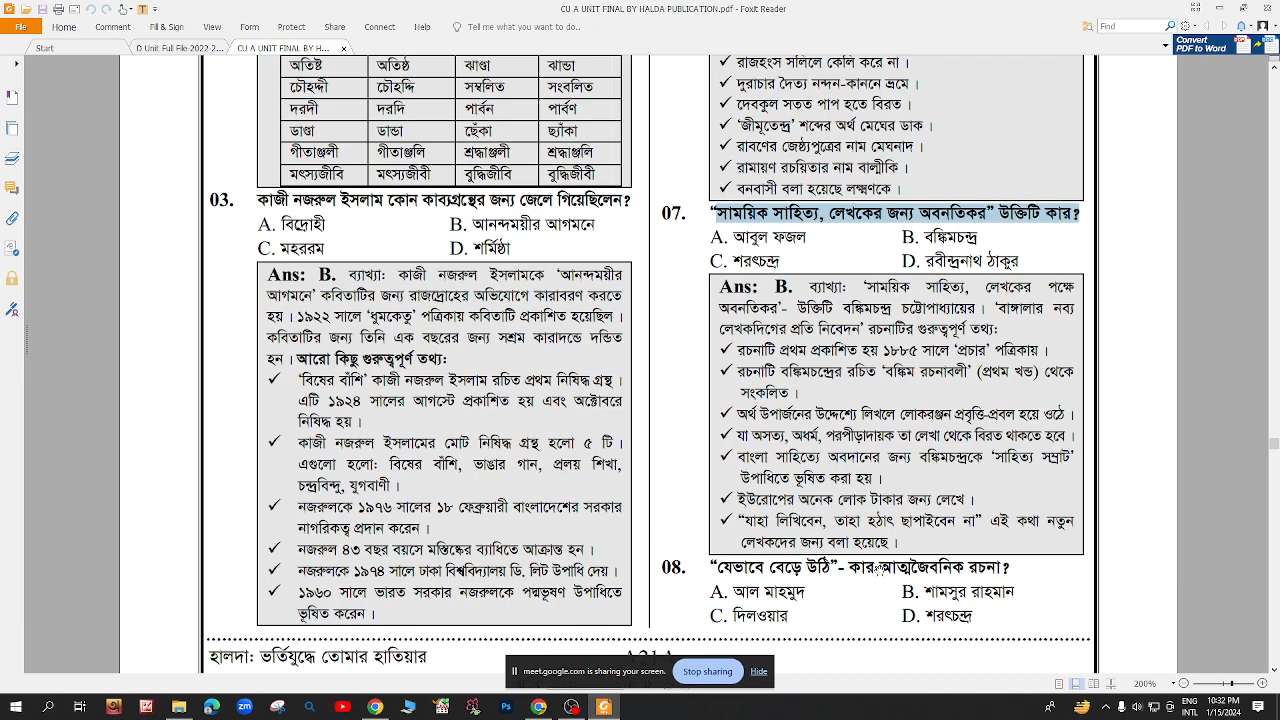 CU A UNIT FINAL BY HALDA PUBLICATION.pdf - Foxit Reader
File Home Comment Fill & Sign View Form Protect Share Connect Help Tell me what you want to do... Find
Start D Unit Full File-2022-2... CU A UNIT FINAL BY H... Convert PDF to Word
অতিষ্ট অতিষ্ঠ ঝাণ্ডা ঝান্ডা
চৌহদ্দী চৌহদ্দি সম্বলিত সংবলিত
দরদী দরদি পার্বন পার্বণ
ডাণ্ডা ডান্ডা ছেঁকা ছ্যাঁকা
গীতাঞ্জলী গীতাঞ্জলি শ্রদ্ধাঞ্জলী শ্রদ্ধাঞ্জলি
মৎস্যজীবি মৎস্যজীবী বুদ্ধিজীবি বুদ্ধিজীবী
03. কাজী নজরুল ইসলাম কোন কাব্যগ্রন্থের জন্য জেলে গিয়েছিলেন?
A. বিদ্রোহী B. আনন্দময়ীর আগমনে
C. মহররম D. শর্মিষ্ঠা
Ans: B. ব্যাখ্যা: কাজী নজরুল ইসলামকে ‘আনন্দময়ীর
আগমনে’ কবিতাটির জন্য রাজদ্রোহের অভিযোগে কারাবরণ করতে
হয়। ১৯২২ সালে ‘ধুমকেতু’ পত্রিকায় কবিতাটি প্রকাশিত হয়েছিল।
কবিতাটির জন্য তিনি এক বছরের জন্য সশ্রম কারাদন্ডে দন্ডিত
হন। আরো কিছু গুরুত্বপূর্ণ তথ্য:
✓ ‘বিষের বাঁশি’ কাজী নজরুল ইসলাম রচিত প্রথম নিষিদ্ধ গ্রন্থ।
এটি ১৯২৪ সালের আগস্টে প্রকাশিত হয় এবং অক্টোবরে
নিষিদ্ধ হয়।
✓ কাজী নজরুল ইসলামের মোট নিষিদ্ধ গ্রন্থ হলো ৫ টি।
এগুলো হলো: বিষের বাঁশি, ভাঙার গান, প্রলয় শিখা,
চন্দ্রবিন্দু, যুগবাণী।
✓ নজরুলকে ১৯৭৬ সালের ১৮ ফেব্রুয়ারী বাংলাদেশের সরকার
নাগরিকত্ব প্রদান করেন।
✓ নজরুল ৪৩ বছর বয়সে মস্তিষ্কের ব্যাধিতে আক্রান্ত হন।
✓ নজরুলকে ১৯৭৪ সালে ঢাকা বিশ্ববিদ্যালয় ডি. লিট উপাধি দেয়।
✓ ১৯৬০ সালে ভারত সরকার নজরুলকে পদ্মভূষণ উপাধিতে
ভূষিত করেন।
রাজহংস সলিলে কেলি করে না।
✓ দুরাচার দৈত্য নন্দন-কাননে ভ্রমে।
✓ দেবকুল সতত পাপ হতে বিরত।
✓ ‘জীমূতেন্দ্র’ শব্দের অর্থ মেঘের ডাক।
✓ রাবণের জেষ্ঠ্যপুত্রের নাম মেঘনাদ।
✓ রামায়ণ রচয়িতার নাম বাল্মীকি।
✓ বনবাসী বলা হয়েছে লক্ষ্মণকে।
07. “সাময়িক সাহিত্য, লেখকের জন্য অবনতিকর” উক্তিটি কার?
A. আবুল ফজল B. বঙ্কিমচন্দ্র
C. শরৎচন্দ্র D. রবীন্দ্রনাথ ঠাকুর
Ans: B. ব্যাখ্যা: ‘সাময়িক সাহিত্য, লেখকের পক্ষে
অবনতিকর’- উক্তিটি বঙ্কিমচন্দ্র চট্টোপাধ্যায়ের। ‘বাঙ্গালার নব্য
লেখকদিগের প্রতি নিবেদন’ রচনাটির গুরুত্বপূর্ণ তথ্য:
✓ রচনাটি প্রথম প্রকাশিত হয় ১৮৮৫ সালে ‘প্রচার’ পত্রিকায়।
✓ রচনাটি বঙ্কিমচন্দ্রের রচিত ‘বঙ্কিম রচনাবলী’ (প্রথম খন্ড) থেকে
সংকলিত।
✓ অর্থ উপার্জনের উদ্দেশ্যে লিখলে লোকরঞ্জন প্রবৃত্তি-প্রবল হয়ে ওঠে।
✓ যা অসত্য, অধর্ম, পরপীড়াদায়ক তা লেখা থেকে বিরত থাকতে হবে।
✓ বাংলা সাহিত্যে অবদানের জন্য বঙ্কিমচন্দ্রকে ‘সাহিত্য সম্রাট’
উপাধিতে ভূষিত করা হয়।
✓ ইউরোপের অনেক লোক টাকার জন্য লেখে।
✓ “যাহা লিখিবেন, তাহা হঠাৎ ছাপাইবেন না” এই কথা নতুন
লেখকদের জন্য বলা হয়েছে।
08. “যেভাবে বেড়ে উঠি”- কার আত্মজৈবনিক রচনা?
A. আল মাহমুদ B. শামসুর রাহমান
C. দিলওয়ার D. শরৎচন্দ্র
হালদা: ভর্তিযুদ্ধে তোমার হাতিয়ার
meet.google.com is sharing your screen. Stop sharing Hide
200%
10:32 PM
INTL 1/15/2024